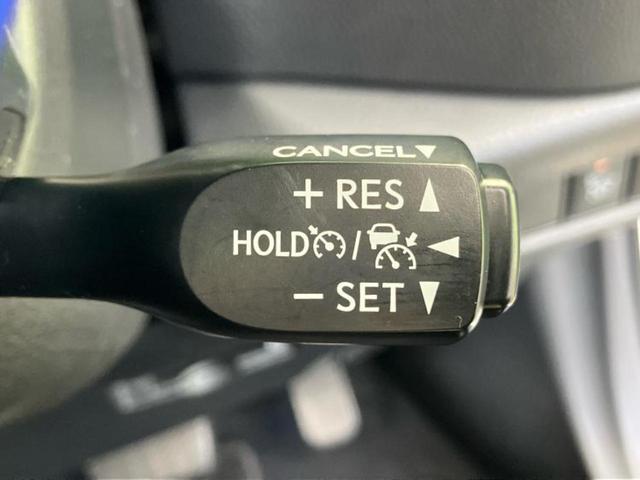 CANCEL▼
+ RES ▲
HOLD / ◀
− SET ▼